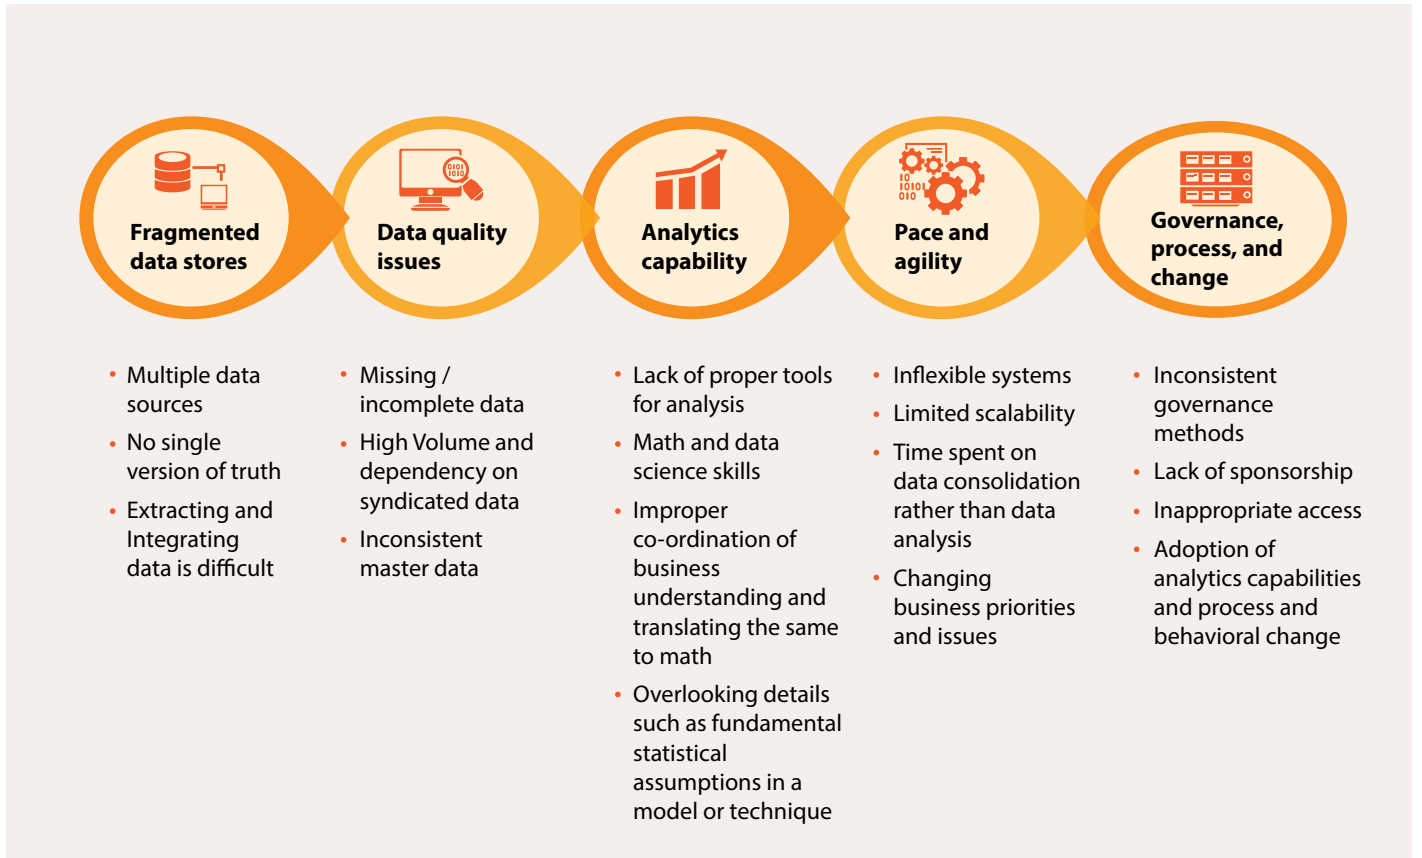 Fragmented
data stores
Data quality
issues
Analytics
capability
Pace and
agility
Governance,
process, and
change
• Multiple data
sources
• No single
version of truth
• Extracting and
Integrating
data is difficult
• Missing /
incomplete data
• High Volume and
dependency on
syndicated data
• Inconsistent
master data
• Lack of proper tools
for analysis
• Math and data
science skills
• Improper
co-ordination of
business
understanding and
translating the same
to math
• Overlooking details
such as fundamental
statistical
assumptions in a
model or technique
• Inflexible systems
• Limited scalability
• Time spent on
data consolidation
rather than data
analysis
• Changing
business priorities
and issues
• Inconsistent
governance
methods
• Lack of sponsorship
• Inappropriate access
• Adoption of
analytics capabilities
and process and
behavioral change
0101
1010
10
10101
010